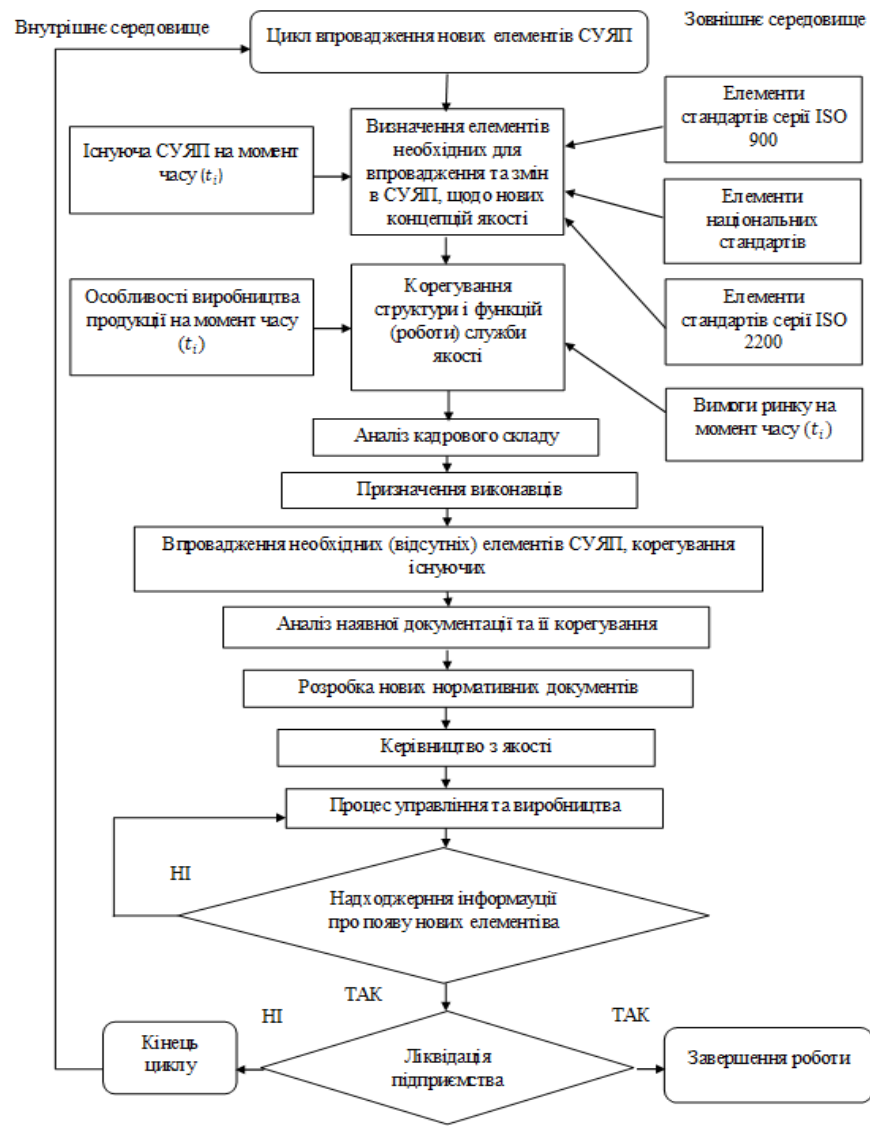 Внутрішнє середовище
Цикл впровадження нових елементів СУЯП
Зовнішнє середовище
Існуюча СУЯП на момент
часу (t_i)
Визначення елементів
необхідних для
впровадження та змін
в СУЯП, щодо нових
концепцій якості
Елементи
стандартів серії ISO
900
Елементи
національних
стандартів
Особливості виробництва
продукції на момент часу
(t_i)
Корегування
структури і функцій
(роботи) служби
якості
Елементи
стандартів серії ISO
2200
Вимоги ринку на
момент часу (t_i)
Аналіз кадрового складу
Призначення виконавців
Впровадження необхідних (відсутніх) елементів СУЯП, корегування
існуючих
Аналіз наявної документації та її корегування
Розробка нових нормативних документів
Керівництво з якості
Процес управління та виробництва
НІ
Надходжерння інформауції
про появу нових елементіва
ТАК
НІ
ТАК
Кінець
циклу
Ліквідація
підприємства
Завершення роботи